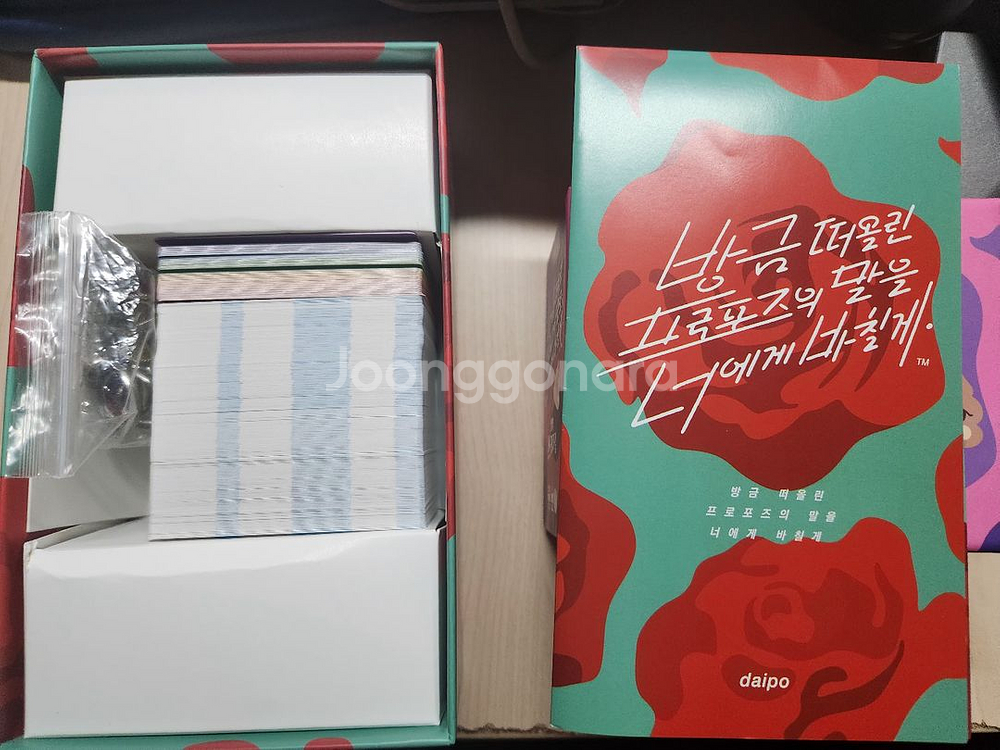 Joonggonara
방금 떠올린
프로포즈의 말을
너에게 바칠게.
TM
방금 떠올린
프로포즈의 말을
너에게 바칠게
daipo